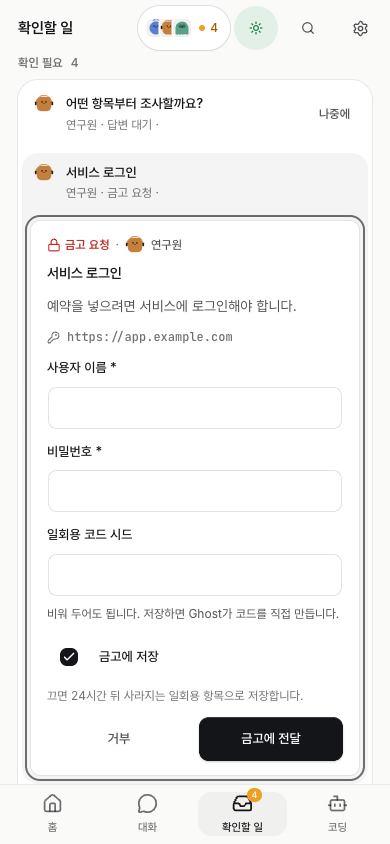 확인할 일
4
확인 필요 4
어떤 항목부터 조사할까요?
연구원 · 답변 대기 ·
나중에
서비스 로그인
연구원 · 금고 요청 ·
금고 요청 · 연구원
서비스 로그인
예약을 넣으려면 서비스에 로그인해야 합니다.
https://app.example.com
사용자 이름 *
비밀번호 *
일회용 코드 시드
비워 두어도 됩니다. 저장하면 Ghost가 코드를 직접 만듭니다.
금고에 저장
끄면 24시간 뒤 사라지는 일회용 항목으로 저장합니다.
거부
금고에 전달
4
홈
대화
확인할 일
코딩